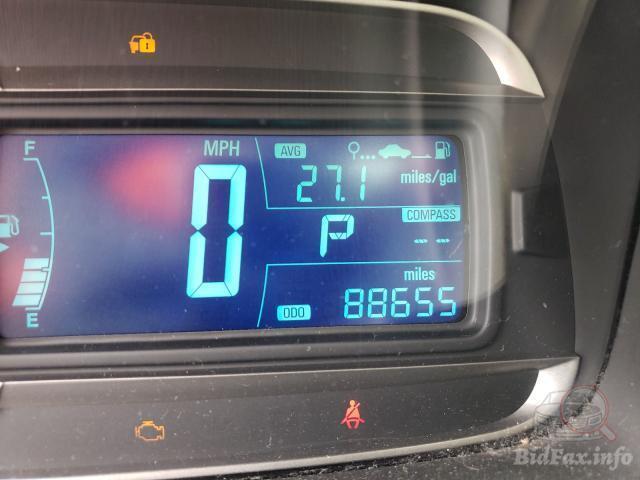 F
MPH
AVG
27.1 miles/gal
0
COMPASS
P
-- --
E
miles
ODO
88655
BidFax.info